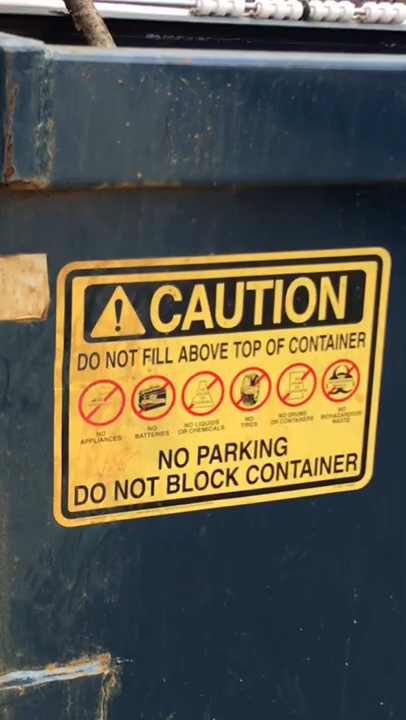 CAUTION
DO NOT FILL ABOVE TOP OF CONTAINER
NO APPLIANCES
NO BATTERIES
NO LIQUIDS OR CHEMICALS
NO TIRES
NO DRUMS OR CONTAINERS
NO BIOHAZARDOUS WASTE
NO PARKING
DO NOT BLOCK CONTAINER